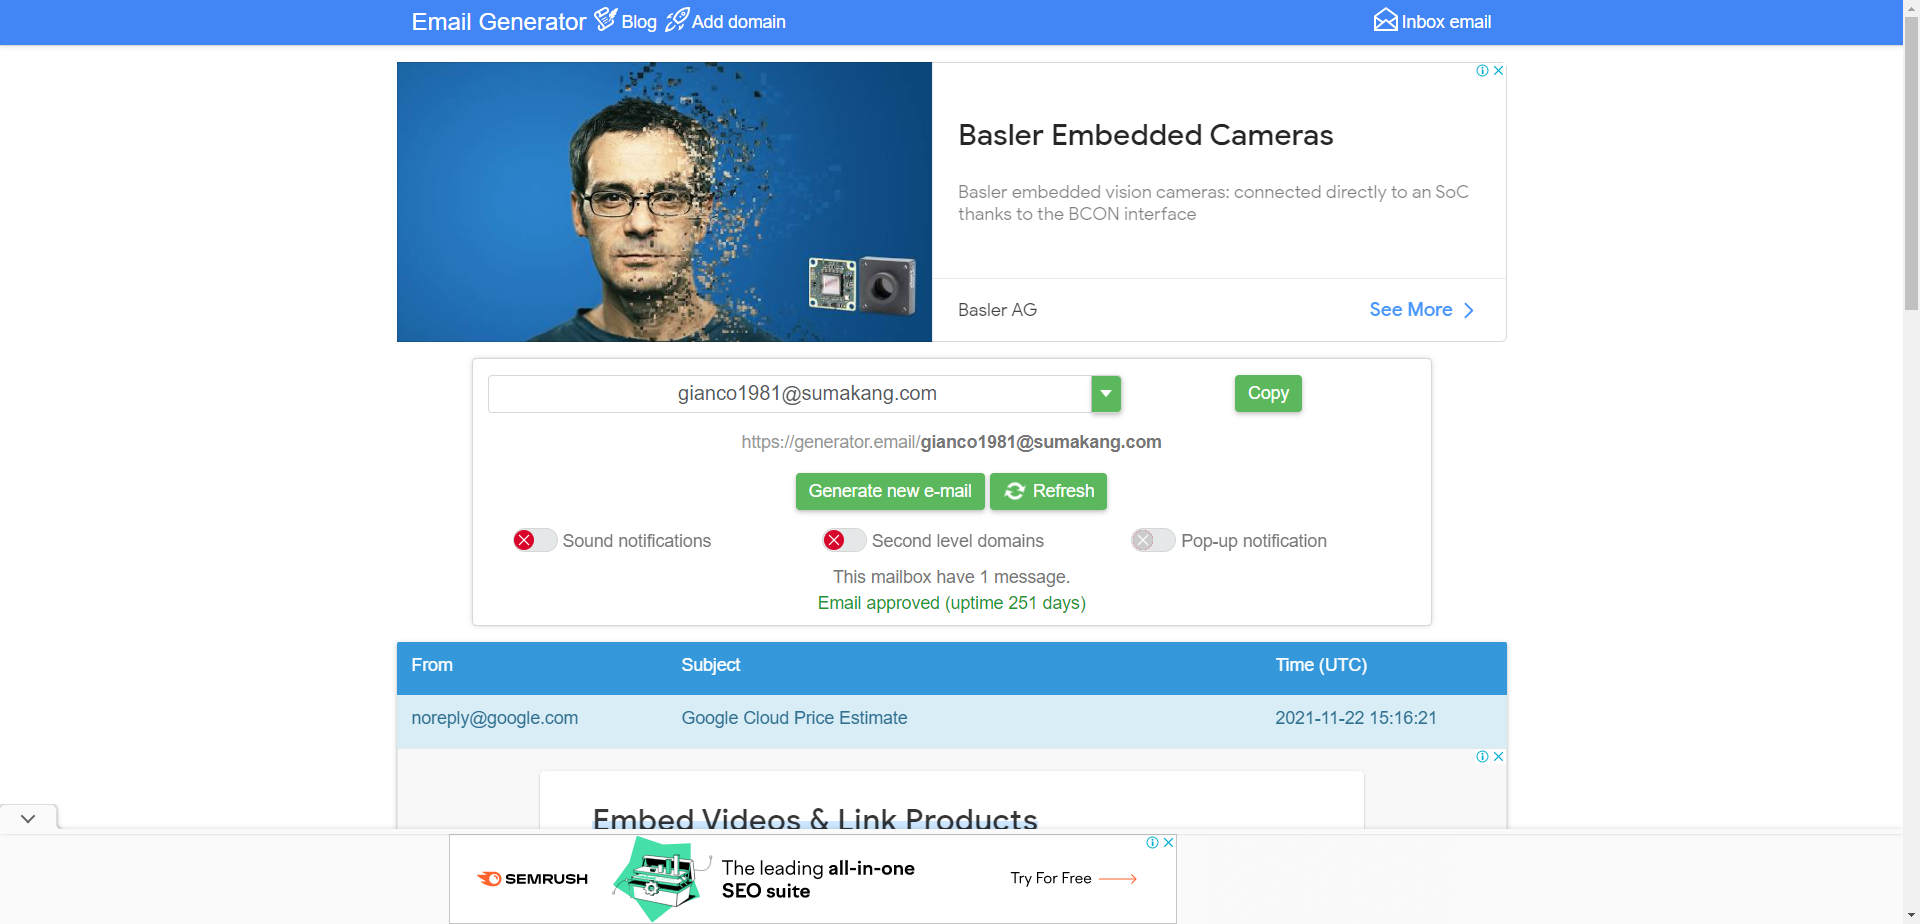 Email Generator Blog Add domain Inbox email
Basler Embedded Cameras
Basler embedded vision cameras: connected directly to an SoC
thanks to the BCON interface
Basler AG See More
gianco1981@sumakang.com Copy
https://generator.email/gianco1981@sumakang.com
Generate new e-mail Refresh
Sound notifications Second level domains Pop-up notification
This mailbox have 1 message.
Email approved (uptime 251 days)
From Subject Time (UTC)
noreply@google.com Google Cloud Price Estimate 2021-11-22 15:16:21
Embed Videos & Link Products
SEMRUSH
The leading all-in-one
SEO suite
Try For Free